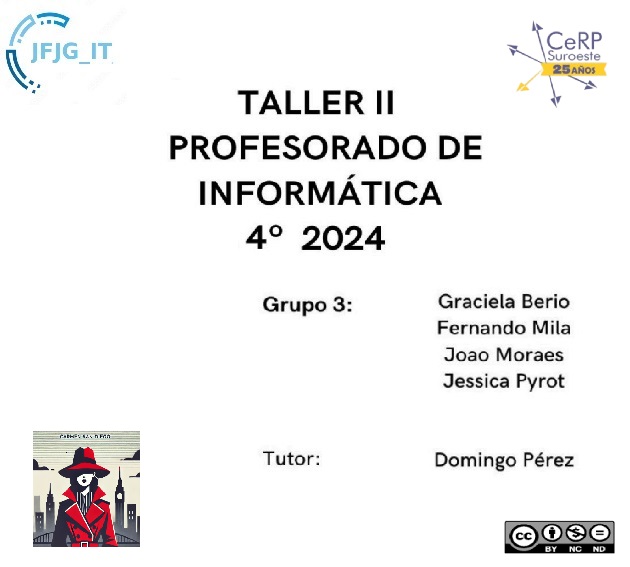 JFJG_IT
CeRP
Suroeste
25 AÑOS
TALLER II
PROFESORADO DE
INFORMÁTICA
4º 2024
Grupo 3:
Graciela Berio
Fernando Mila
Joao Moraes
Jessica Pyrot
CARMEN SAN DIEGO
Tutor:
Domingo Pérez
cc
BY NC ND